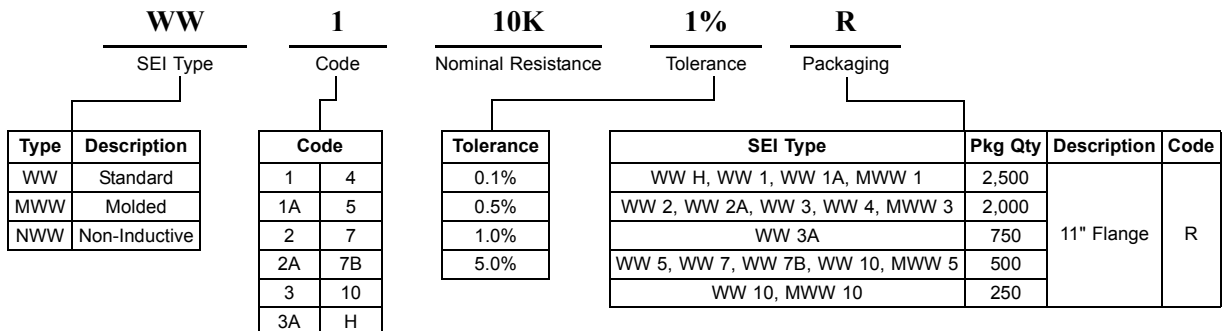 WW 1 10K 1% R
SEI Type Code Nominal Resistance Tolerance Packaging
Type Description
WW Standard
MWW Molded
NWW Non-Inductive
Code
1 4
1A 5
2 7
2A 7B
3 10
3A H
Tolerance
0.1%
0.5%
1.0%
5.0%
SEI Type Pkg Qty Description Code
WW H, WW 1, WW 1A, MWW 1 2,500
WW 2, WW 2A, WW 3, WW 4, MWW 3 2,000
WW 3A 750 11" Flange R
WW 5, WW 7, WW 7B, WW 10, MWW 5 500
WW 10, MWW 10 250